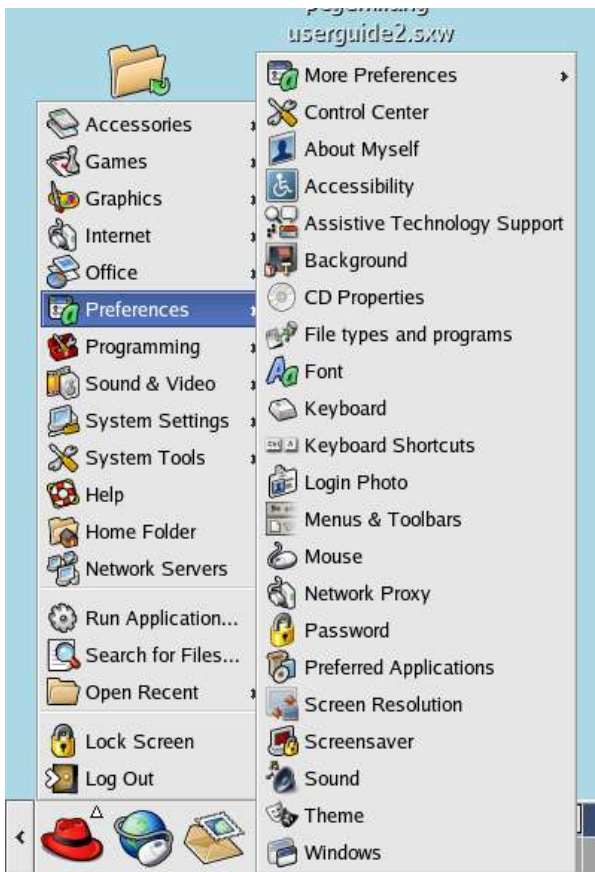 userguide2.sxw
Accessories
Games
Graphics
Internet
Office
Preferences
Programming
Sound & Video
System Settings
System Tools
Help
Home Folder
Network Servers
Run Application...
Search for Files...
Open Recent
Lock Screen
Log Out
More Preferences
Control Center
About Myself
Accessibility
Assistive Technology Support
Background
CD Properties
File types and programs
Font
Keyboard
Keyboard Shortcuts
Login Photo
Menus & Toolbars
Mouse
Network Proxy
Password
Preferred Applications
Screen Resolution
Screensaver
Sound
Theme
Windows